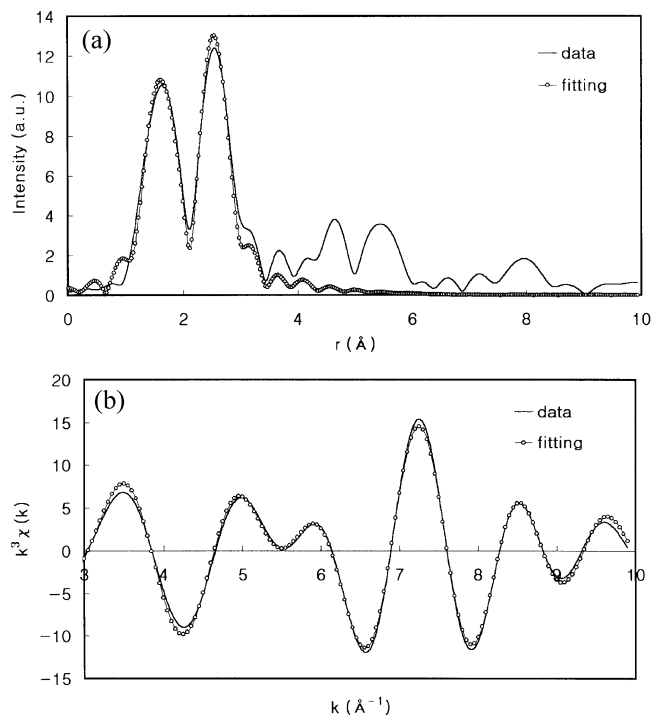 14
(a)
data
fitting
12
10
8
6
4
2
0
Intensity (a.u.)
0 2 4 6 8 10
r (Å)
20
(b)
data
fitting
15
10
5
0
-5
-10
-15
k³ χ (k)
3 4 5 6 7 8 9 10
k (Å⁻¹)